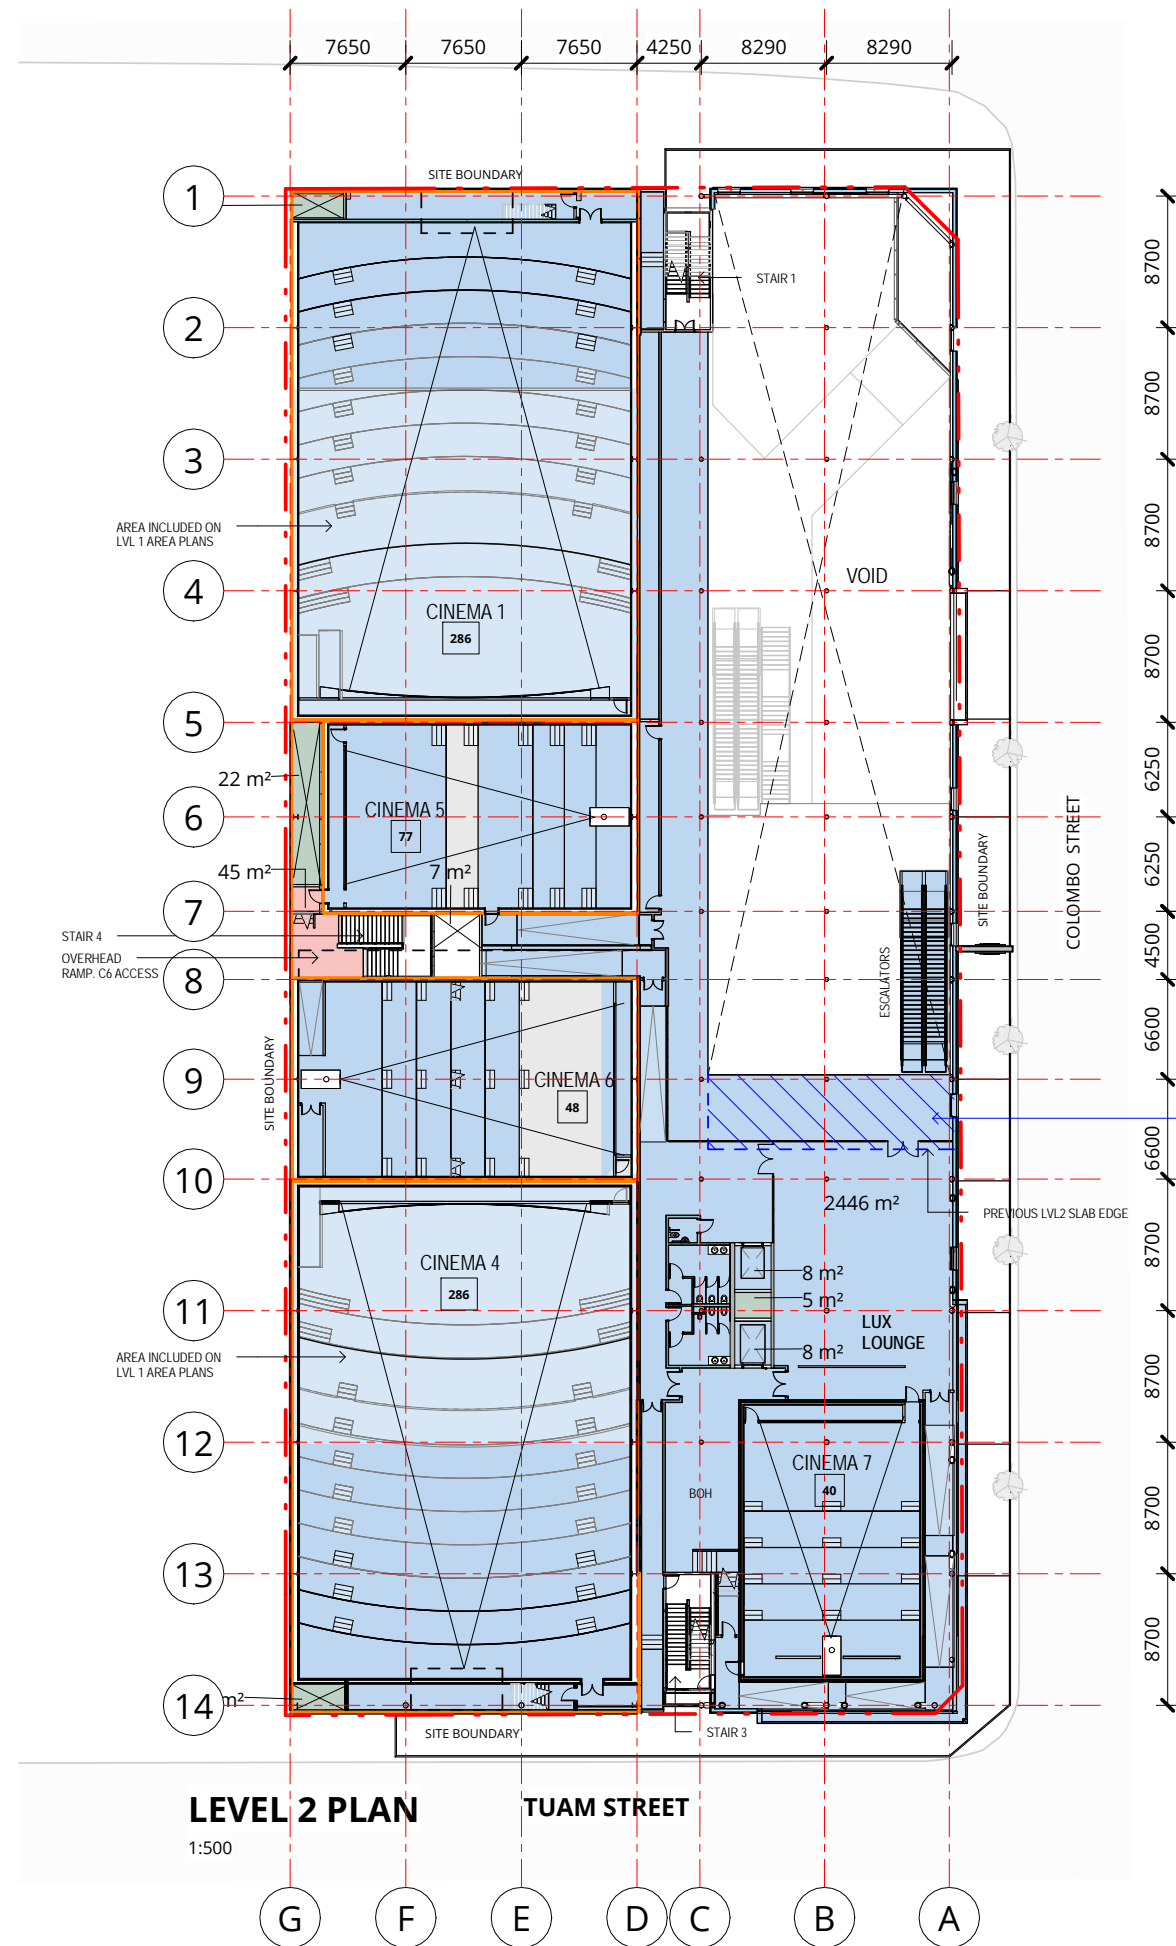 7650 7650 7650 4250 8290 8290
SITE BOUNDARY
1
8700
STAIR 1
2
8700
3
AREA INCLUDED ON
LVL 1 AREA PLANS
8700
VOID
4
CINEMA 1
286
8700
5
22 m²
6250
CINEMA 5
6
77
45 m²
7 m²
6250
COLOMBO STREET
SITE BOUNDARY
7
STAIR 4
OVERHEAD
RAMP. C6 ACCESS
4500
8
ESCALATORS
6600
SITE BOUNDARY
9
CINEMA 6
48
6600
10
2446 m²
PREVIOUS LVL2 SLAB EDGE
8700
CINEMA 4
286
8 m²
5 m²
11
LUX
LOUNGE
8 m²
AREA INCLUDED ON
LVL 1 AREA PLANS
8700
12
CINEMA 7
40
BOH
8700
13
8700
14
m²
SITE BOUNDARY
STAIR 3
LEVEL 2 PLAN
TUAM STREET
1:500
G F E D C B A